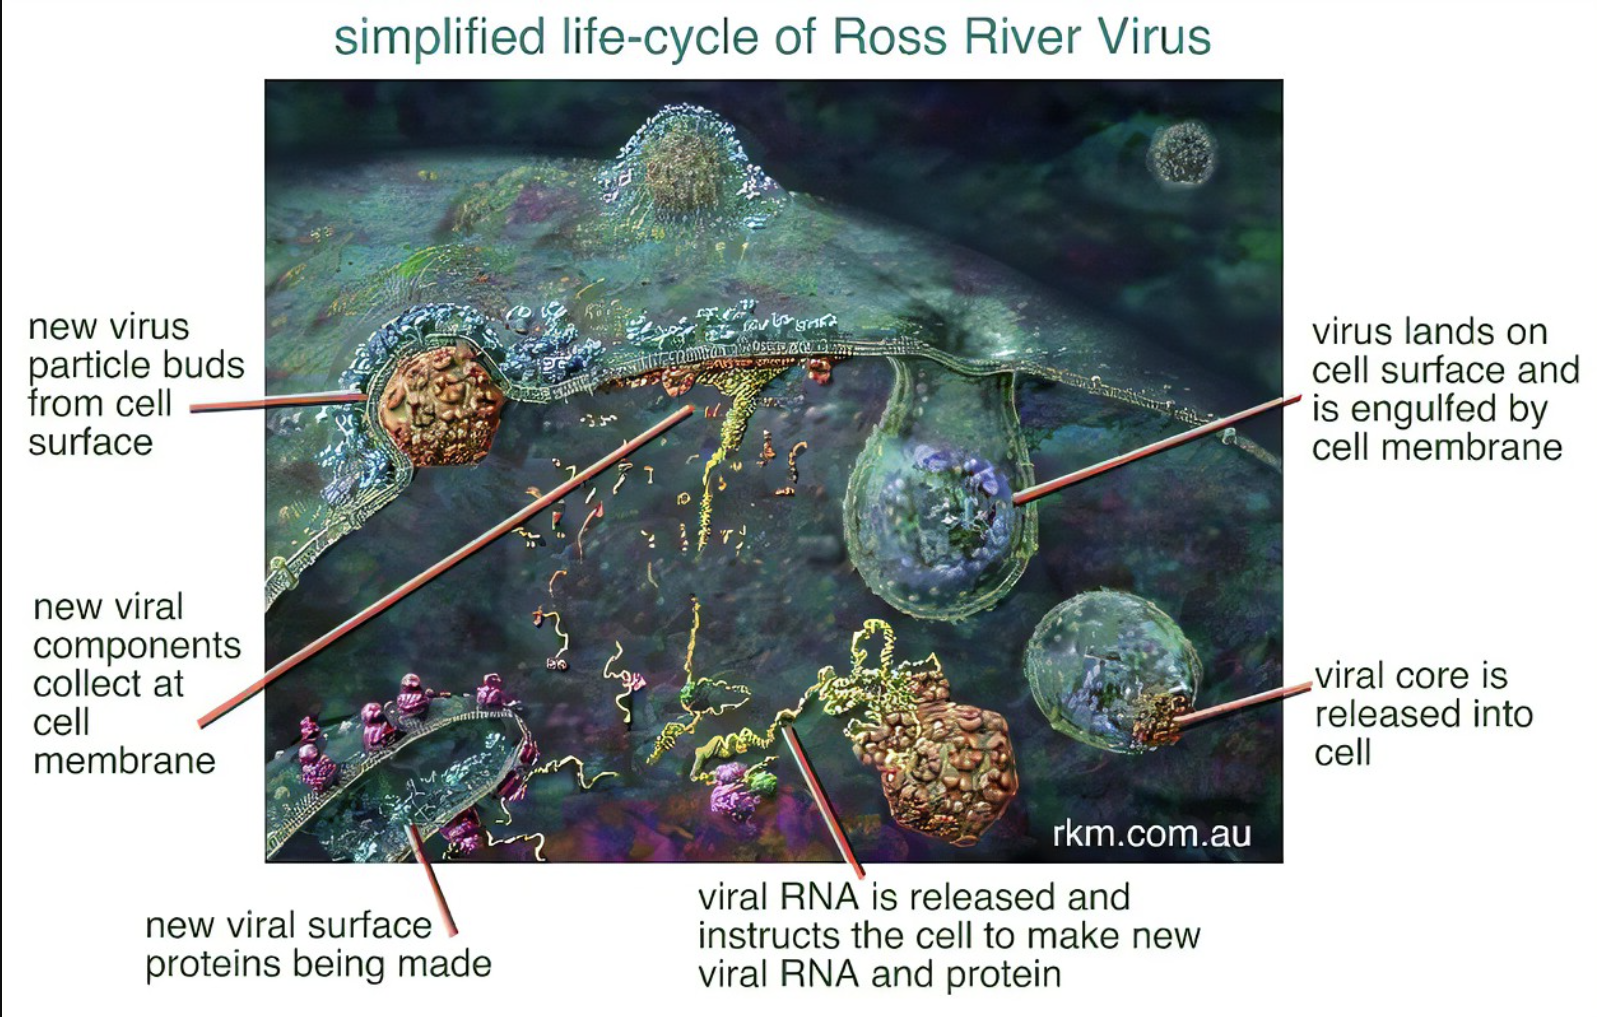 simplified life-cycle of Ross River Virus
new virus
particle buds
from cell
surface
virus lands on
cell surface and
is engulfed by
cell membrane
new viral
components
collect at
cell
membrane
viral core is
released into
cell
rkm.com.au
new viral surface
proteins being made
viral RNA is released and
instructs the cell to make new
viral RNA and protein